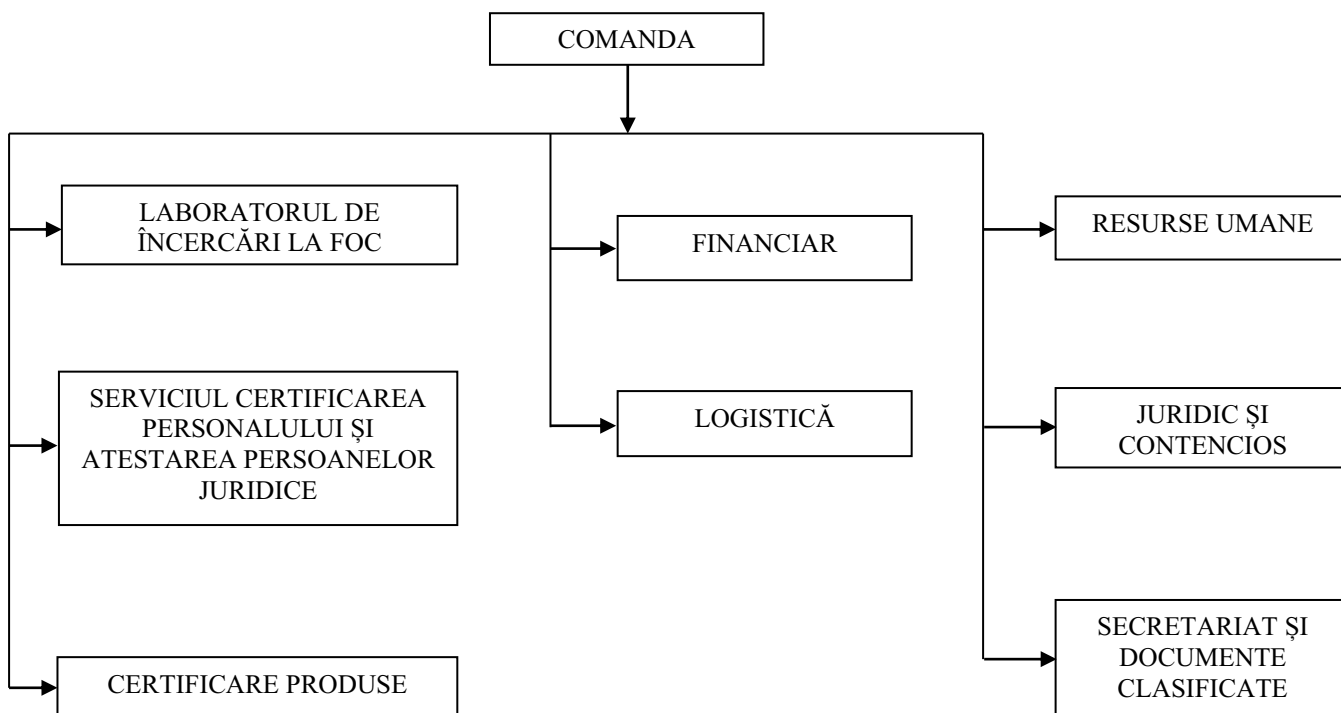 COMANDA
LABORATORUL DE
ÎNCERCĂRI LA FOC
SERVICIUL CERTIFICAREA
PERSONALULUI ȘI
ATESTAREA PERSOANELOR
JURIDICE
CERTIFICARE PRODUSE
FINANCIAR
LOGISTICĂ
RESURSE UMANE
JURIDIC ȘI
CONTENCIOS
SECRETARIAT ȘI
DOCUMENTE
CLASIFICATE